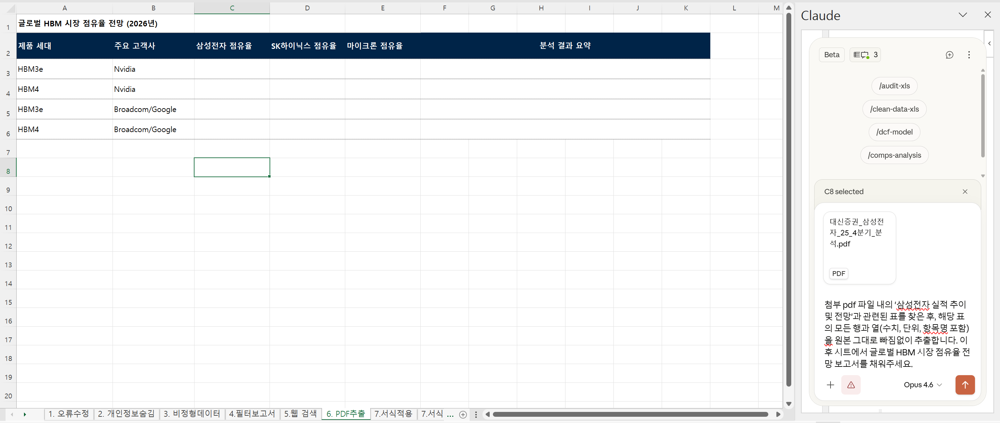 A B C D E F G H I J K L M
1 글로벌 HBM 시장 점유율 전망 (2026년)
2 제품 세대 주요 고객사 삼성전자 점유율 SK하이닉스 점유율 마이크론 점유율 분석 결과 요약
3 HBM3e Nvidia
4 HBM4 Nvidia
5 HBM3e Broadcom/Google
6 HBM4 Broadcom/Google
7
8
9
10
11
12
13
14
15
16
17
18
19
20
1. 오류수정 2. 개인정보숨김 3. 비정형데이터 4.필터보고서 5.웹 검색 6. PDF추출 7.서식적용 7.서식 ...
Claude
Beta 3
/audit-xls
/clean-data-xls
/dcf-model
/comps-analysis
C8 selected
대신증권_삼성전
자_25_4분기_분
석.pdf
PDF
첨부 pdf 파일 내의 '삼성전자 실적 추이
및 전망'과 관련된 표를 찾은 후, 해당 표
의 모든 행과 열(수치, 단위, 항목명 포함)
을 원본 그대로 빠짐없이 추출합니다. 이
후 시트에서 글로벌 HBM 시장 점유율 전
망 보고서를 채워주세요.
Opus 4.6